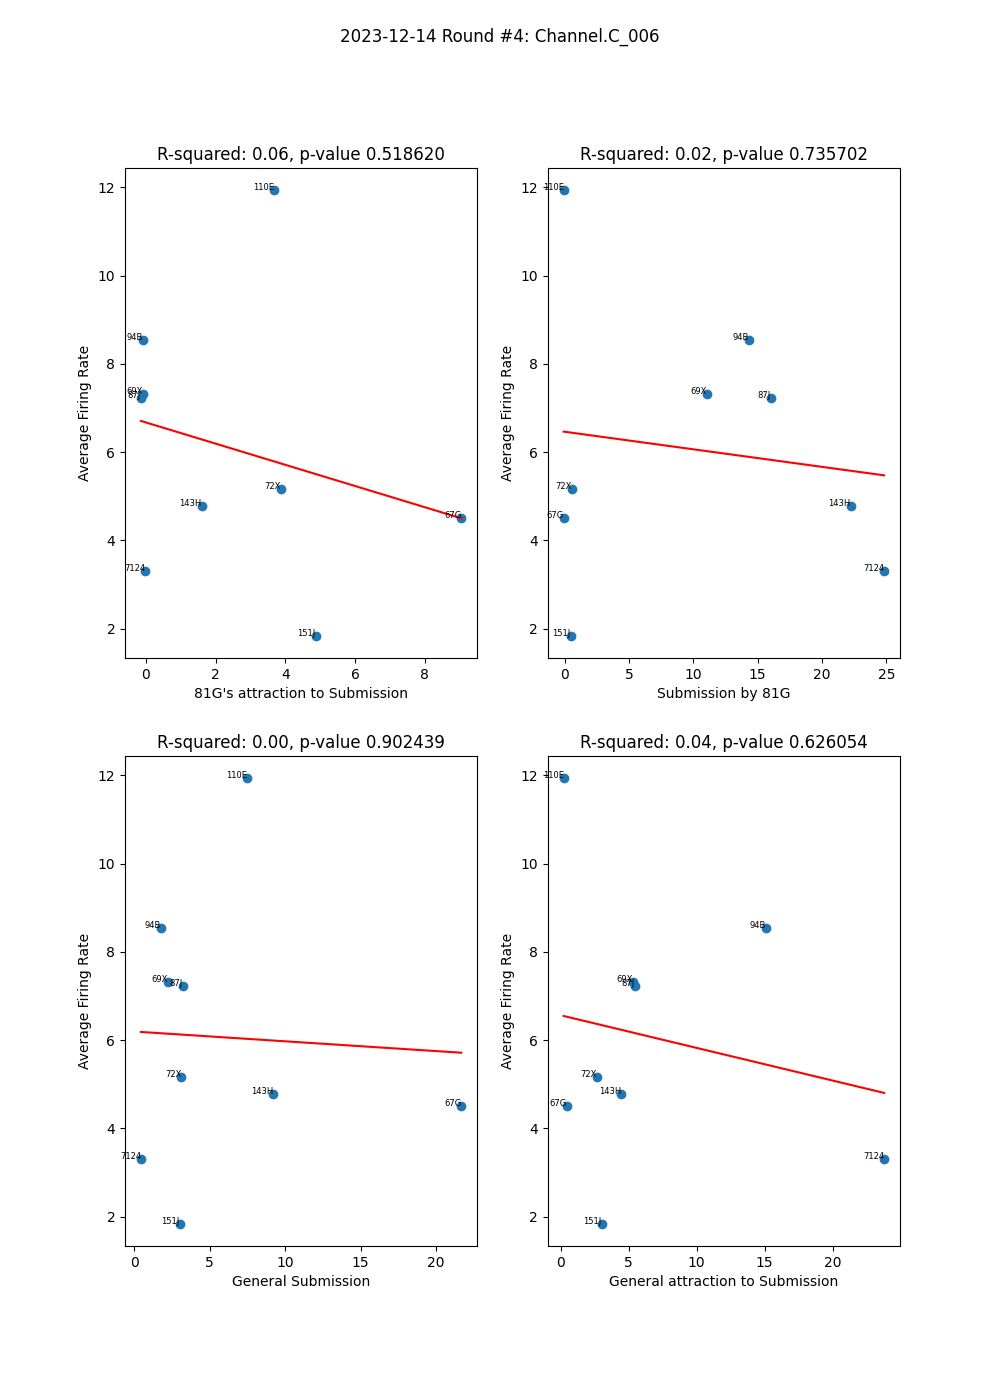 2023-12-14 Round #4: Channel.C_006
R-squared: 0.06, p-value 0.518620
12
10
8
6
4
2
Average Firing Rate
110E
94B
69X
87J
143H
72X
67G
7124
151J
0 2 4 6 8
81G's attraction to Submission
R-squared: 0.02, p-value 0.735702
12
10
8
6
4
2
Average Firing Rate
110E
94B
69X
87J
72X
143H
67G
7124
151J
0 5 10 15 20 25
Submission by 81G
R-squared: 0.00, p-value 0.902439
12
10
8
6
4
2
Average Firing Rate
110E
94B
69X
87J
72X
143H
67G
7124
151J
0 5 10 15 20
General Submission
R-squared: 0.04, p-value 0.626054
12
10
8
6
4
2
Average Firing Rate
110E
94B
69X
87J
72X
143H
67G
7124
151J
0 5 10 15 20
General attraction to Submission